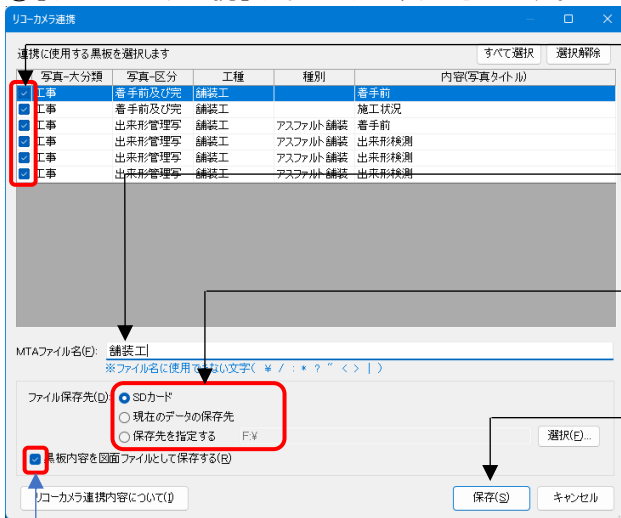 リコーカメラ連携
連携に使用する黒板を選択します
すべて選択
選択解除
写真-大分類 写真-区分 工種 種別 内容(写真タイトル)
工事 着手前及び完 舗装工 着手前
工事 着手前及び完 舗装工 施工状況
工事 出来形管理写 舗装工 アスファルト舗装 着手前
工事 出来形管理写 舗装工 アスファルト舗装 出来形検測
工事 出来形管理写 舗装工 アスファルト舗装 出来形検測
工事 出来形管理写 舗装工 アスファルト舗装 出来形検測
MTAファイル名(F): 舗装工
※ファイル名に使用できない文字( ¥ / : * ? " < > | )
ファイル保存先(D): SDカード
現在のデータの保存先
保存先を指定する F:¥ 選択(E)...
黒板内容を図面ファイルとして保存する(R)
リコーカメラ連携内容について(I) 保存(S) キャンセル